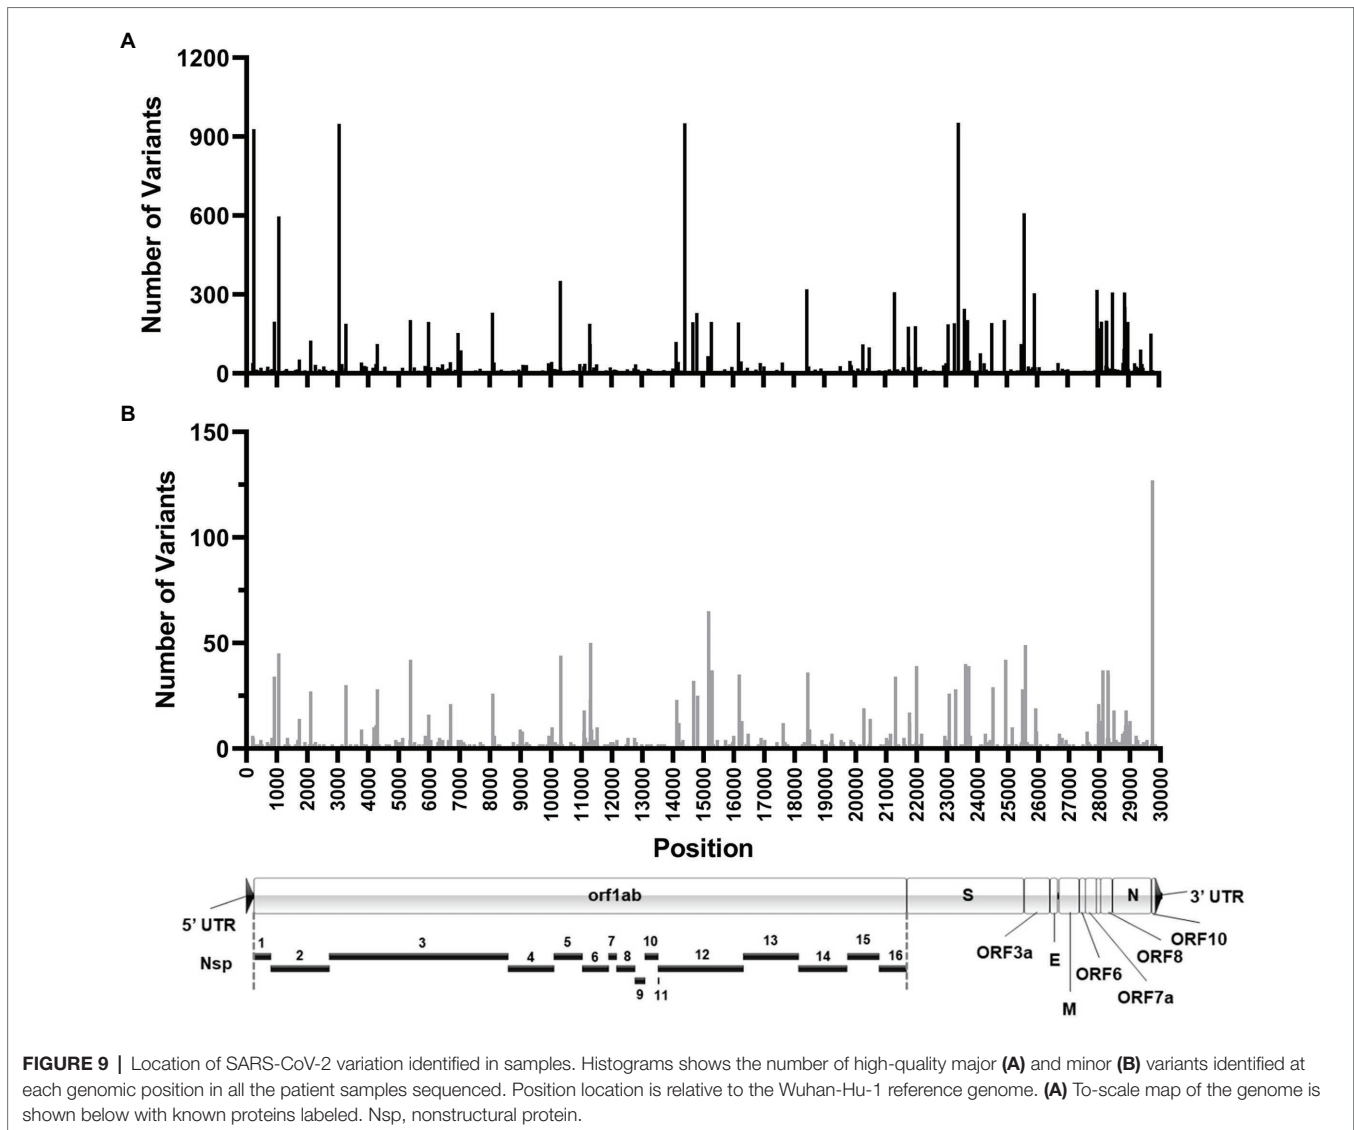 A
1200
900
600
300
0
Number of Variants
B
150
100
50
0
Number of Variants
0 1000 2000 3000 4000 5000 6000 7000 8000 9000 10000 11000 12000 13000 14000 15000 16000 17000 18000 19000 20000 21000 22000 23000 24000 25000 26000 27000 28000 29000 30000
Position
orf1ab S N 3' UTR
5' UTR
ORF3a E M ORF6 ORF7a ORF8 ORF10
Nsp
1 2 3 4 5 6 7 8 9 10 11 12 13 14 15 16
FIGURE 9 | Location of SARS-CoV-2 variation identified in samples. Histograms shows the number of high-quality major (A) and minor (B) variants identified at
each genomic position in all the patient samples sequenced. Position location is relative to the Wuhan-Hu-1 reference genome. (A) To-scale map of the genome is
shown below with known proteins labeled. Nsp, nonstructural protein.